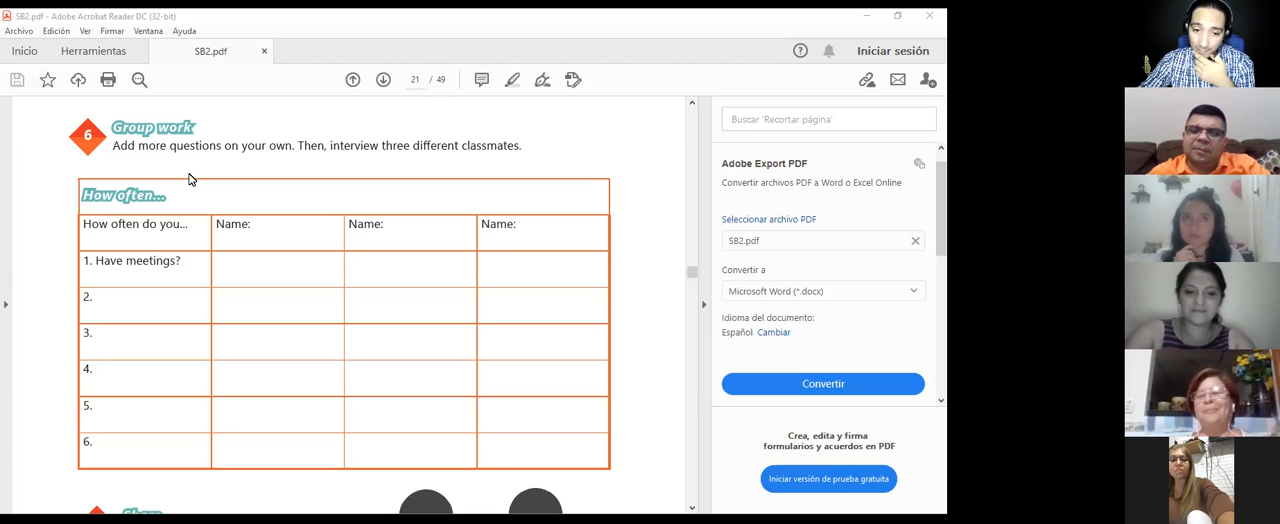 SB2.pdf - Adobe Acrobat Reader DC (32-bit)
Archivo Edición Ver Firmar Ventana Ayuda
Inicio Herramientas SB2.pdf × Iniciar sesión
21 / 49
6 Group work
Add more questions on your own. Then, interview three different classmates.
How often...
How often do you... Name: Name: Name:
1. Have meetings?
2.
3.
4.
5.
6.
Share
Buscar 'Recortar página'
Adobe Export PDF
Convertir archivos PDF a Word o Excel Online
Seleccionar archivo PDF
SB2.pdf
Convertir a
Microsoft Word (*.docx)
Idioma del documento:
Español Cambiar
Convertir
Crea, edita y firma
formularios y acuerdos en PDF
Iniciar versión de prueba gratuita